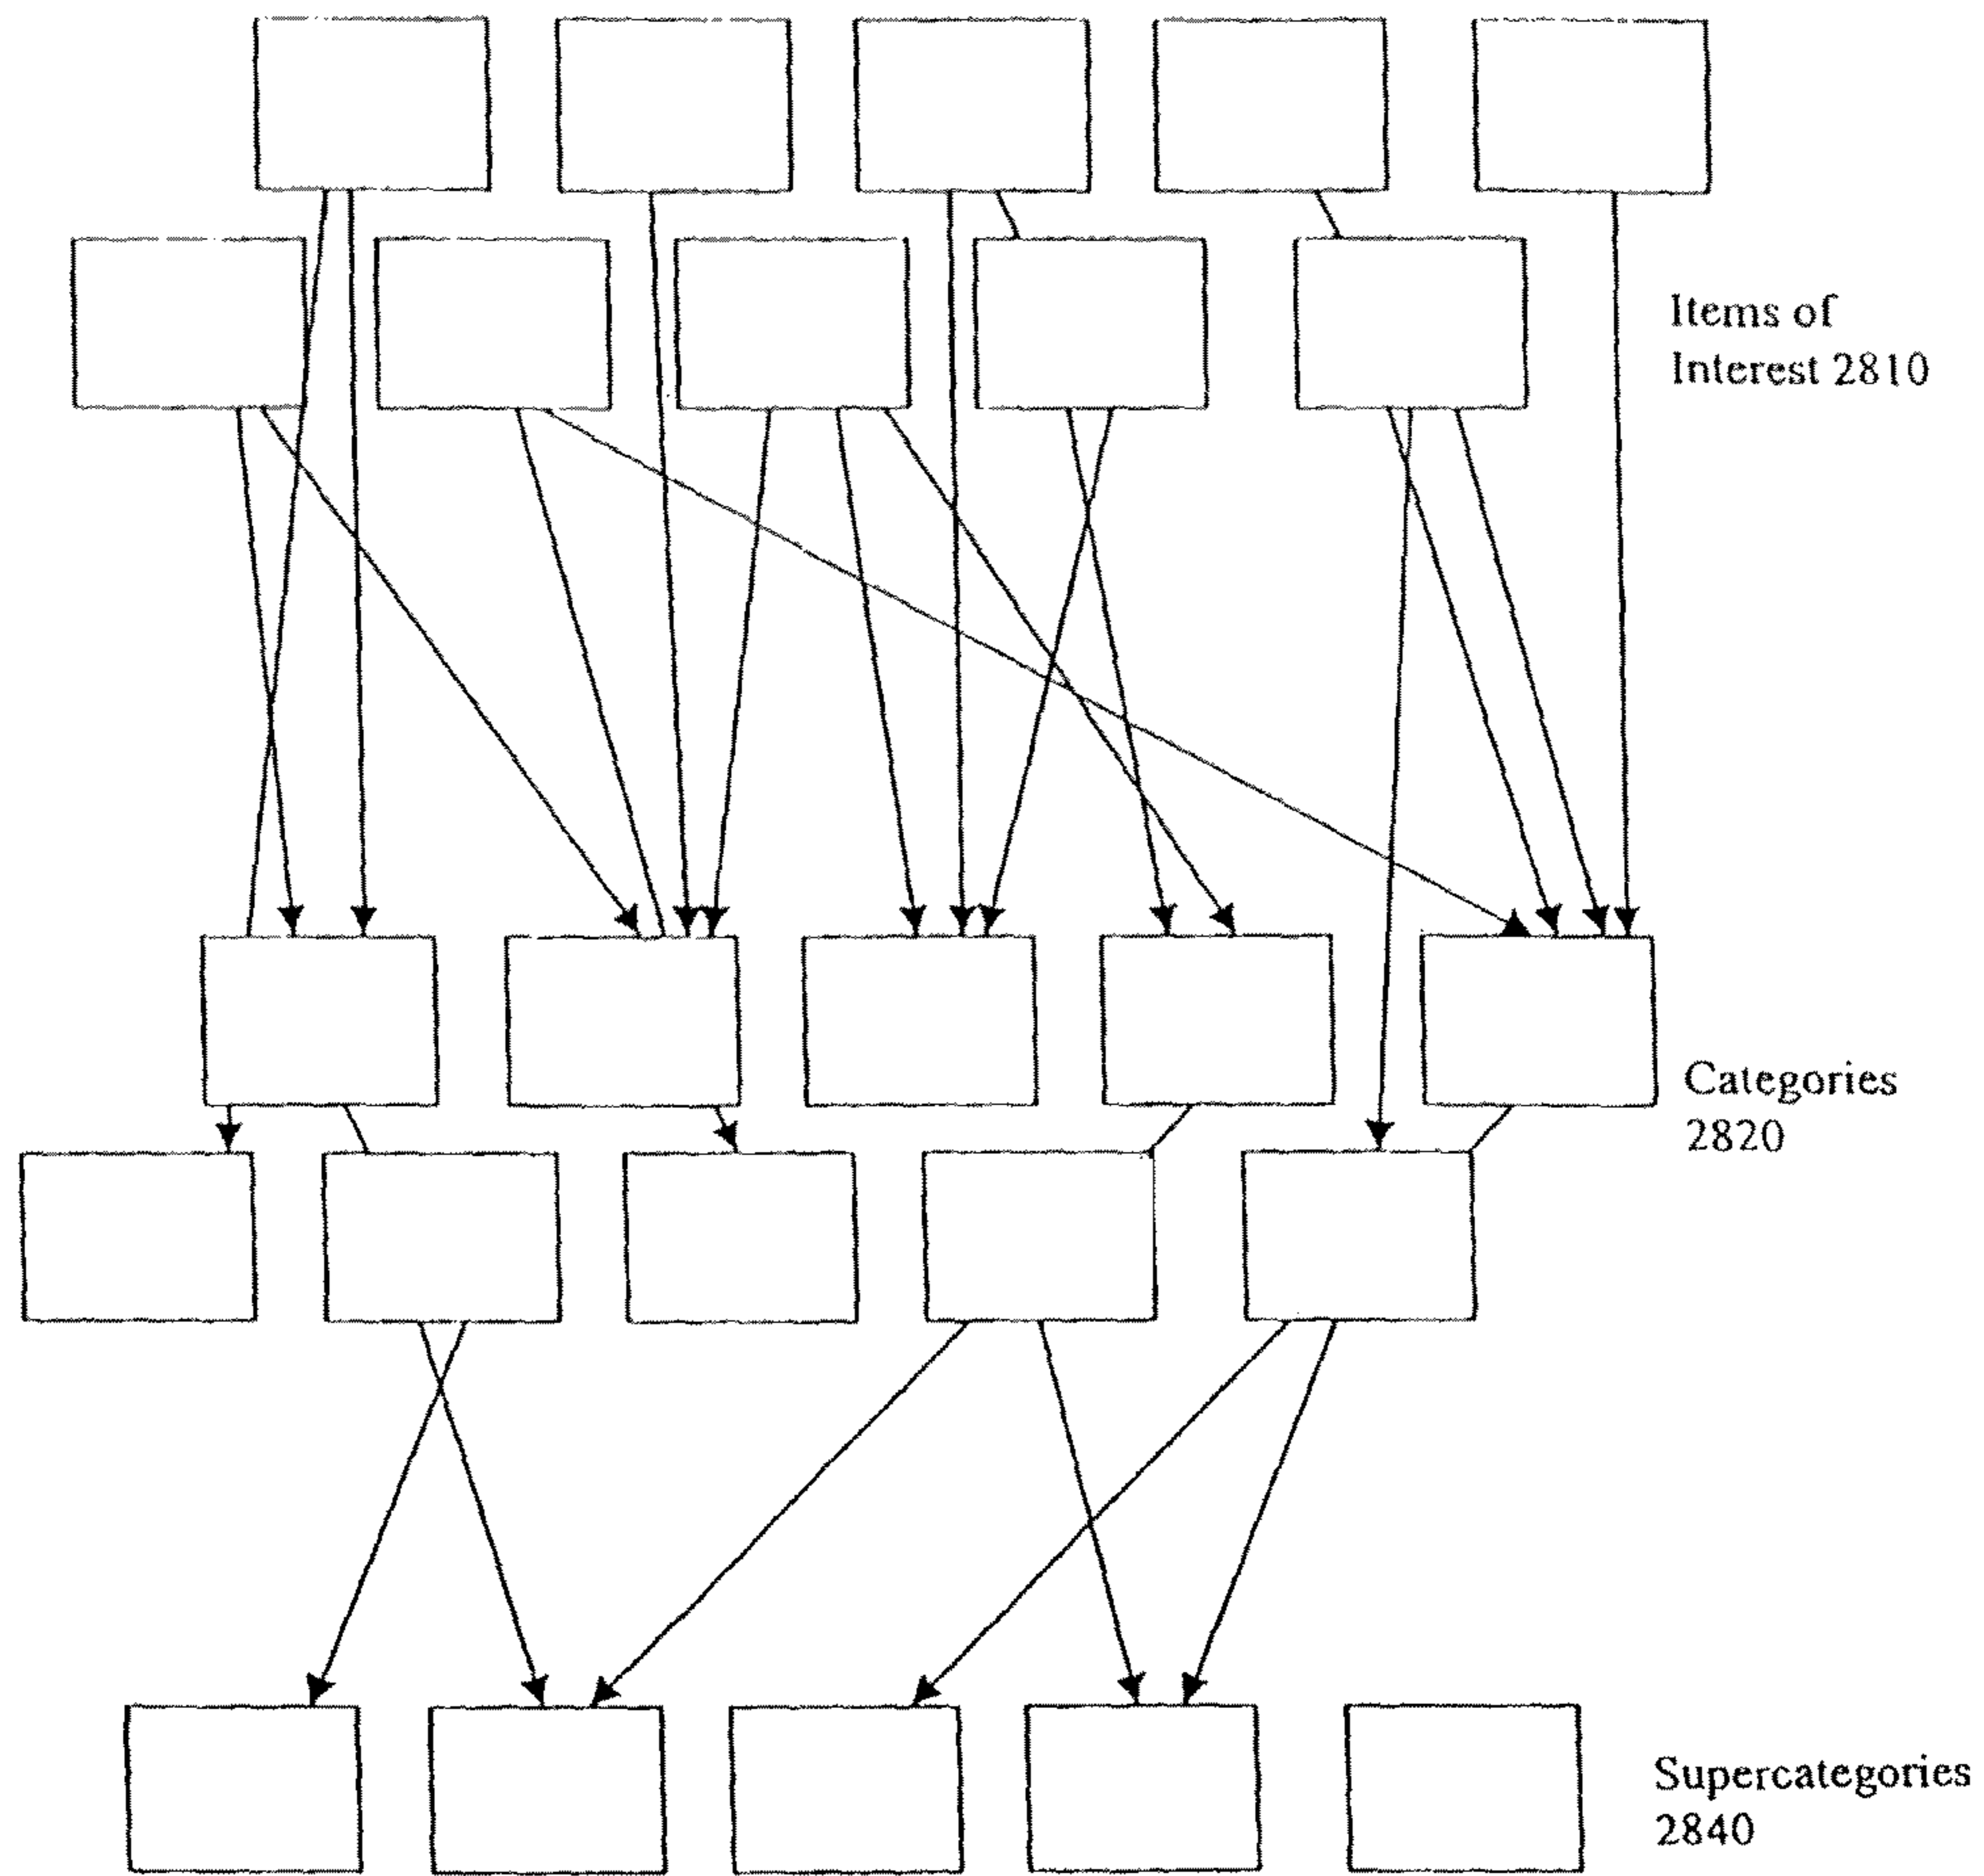 Items of
Interest 2810
Categories
2820
Supercategories
2840